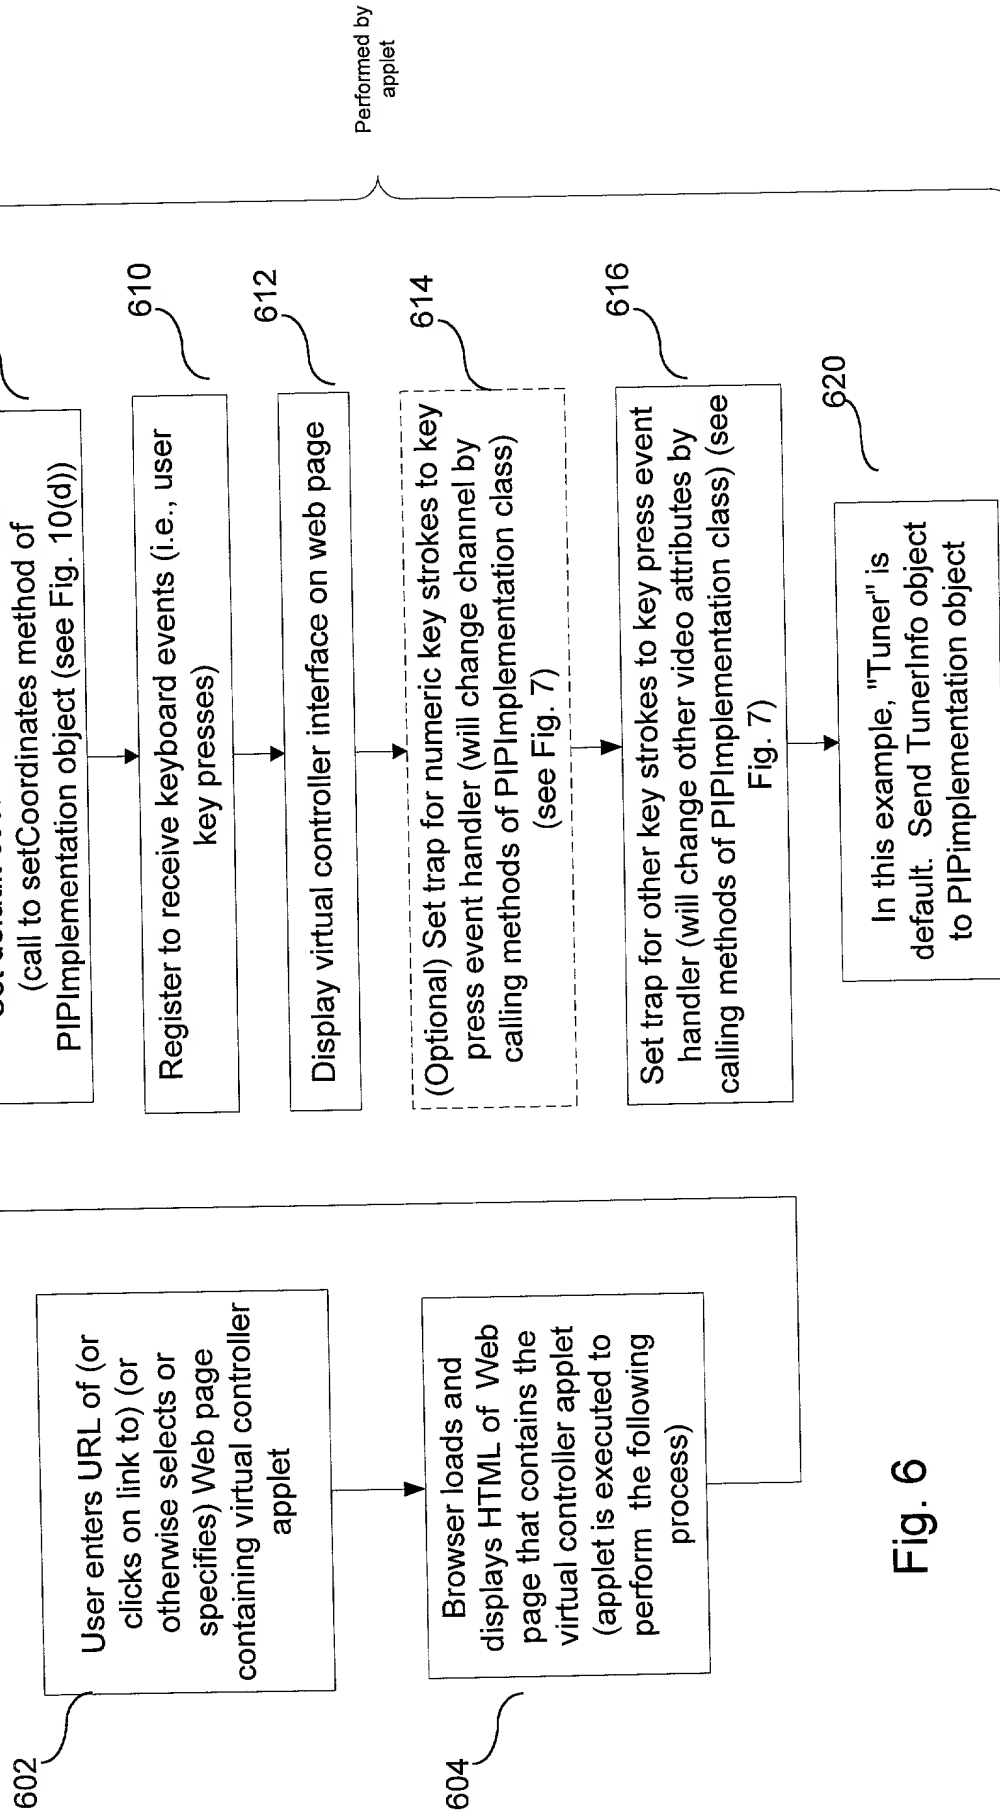 602
User enters URL of (or
clicks on link to) (or
otherwise selects or
specifies) Web page
containing virtual controller
applet
604
Browser loads and
displays HTML of Web
page that contains the
virtual controller applet
(applet is executed to
perform the following
process)
(call to setCoordinates method of
PIPImplementation object (see Fig. 10(d))
610
Register to receive keyboard events (i.e., user
key presses)
612
Display virtual controller interface on web page
614
(Optional) Set trap for numeric key strokes to key
press event handler (will change channel by
calling methods of PIPImplementation class)
(see Fig. 7)
616
Set trap for other key strokes to key press event
handler (will change other video attributes by
calling methods of PIPImplementation class) (see
Fig. 7)
620
In this example, "Tuner" is
default. Send TunerInfo object
to PIPimplementation object
Performed by
applet
Fig. 6